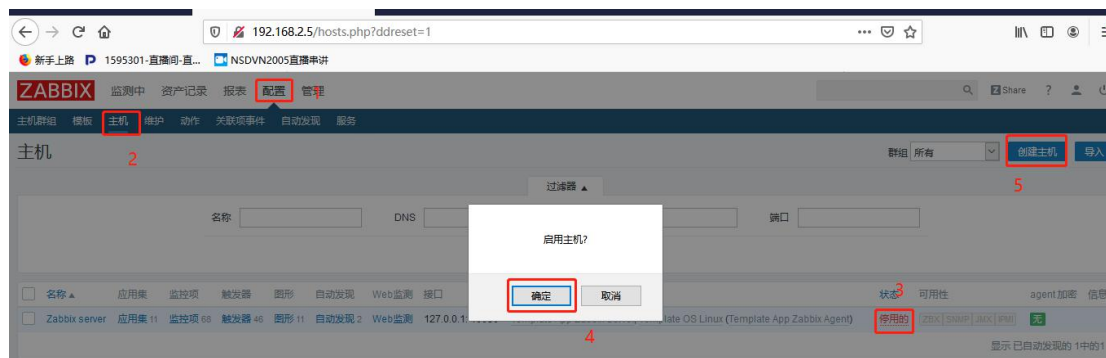 192.168.2.5/hosts.php?ddreset=1
新手上路 1595301-直播间-直... NSDVN2005直播串讲
ZABBIX 监测中 资产记录 报表 配置 1 管理 Z Share ?
主机群组 模板 主机 维护 动作 关联项事件 自动发现 服务
主机 2 群组 所有 创建主机 导入
5
过滤器▲
名称 DNS 端口
启用主机?
确定 取消
名称▲ 应用集 监控项 触发器 图形 自动发现 Web监测 接口 状态 3 可用性 agent加密 信息
Zabbix server 应用集 11 监控项 68 触发器 46 图形 11 自动发现 2 Web监测 127.0.0.1: late OS Linux (Template App Zabbix Agent) 停用的 ZBX SNMP JMX IPMI 无
4
显示 已自动发现的 1中的1